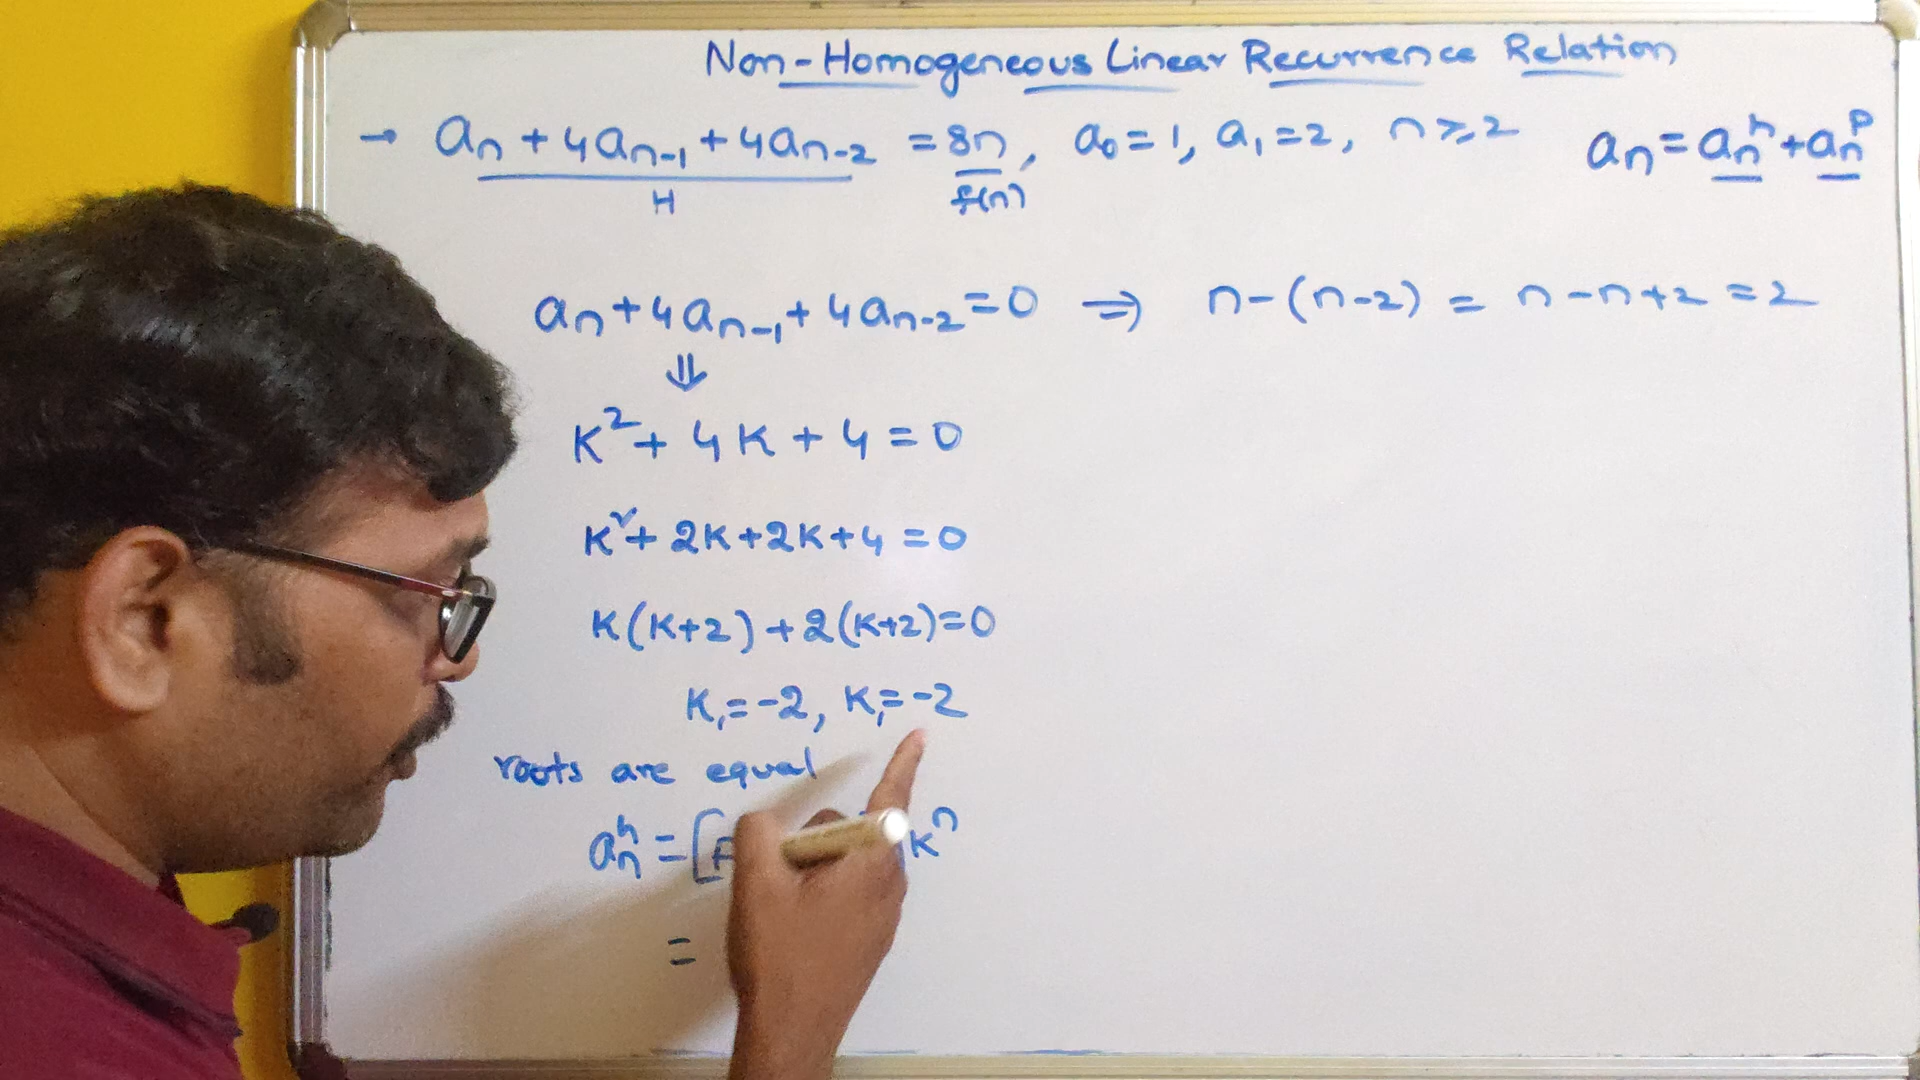 Non-Homogeneous Linear Recurrence Relation
→ aₙ + 4aₙ₋₁ + 4aₙ₋₂ = 8n, a₀ = 1, a₁ = 2, n ≥ 2 aₙ = aₙʰ + aₙᵖ
H f(n)
aₙ + 4aₙ₋₁ + 4aₙ₋₂ = 0 ⇒ n - (n-2) = n - n + 2 = 2
⇓
K² + 4K + 4 = 0
K² + 2K + 2K + 4 = 0
K(K+2) + 2(K+2) = 0
K₁ = -2, K₁ = -2
roots are equal
aₙʰ = [ Kⁿ
=